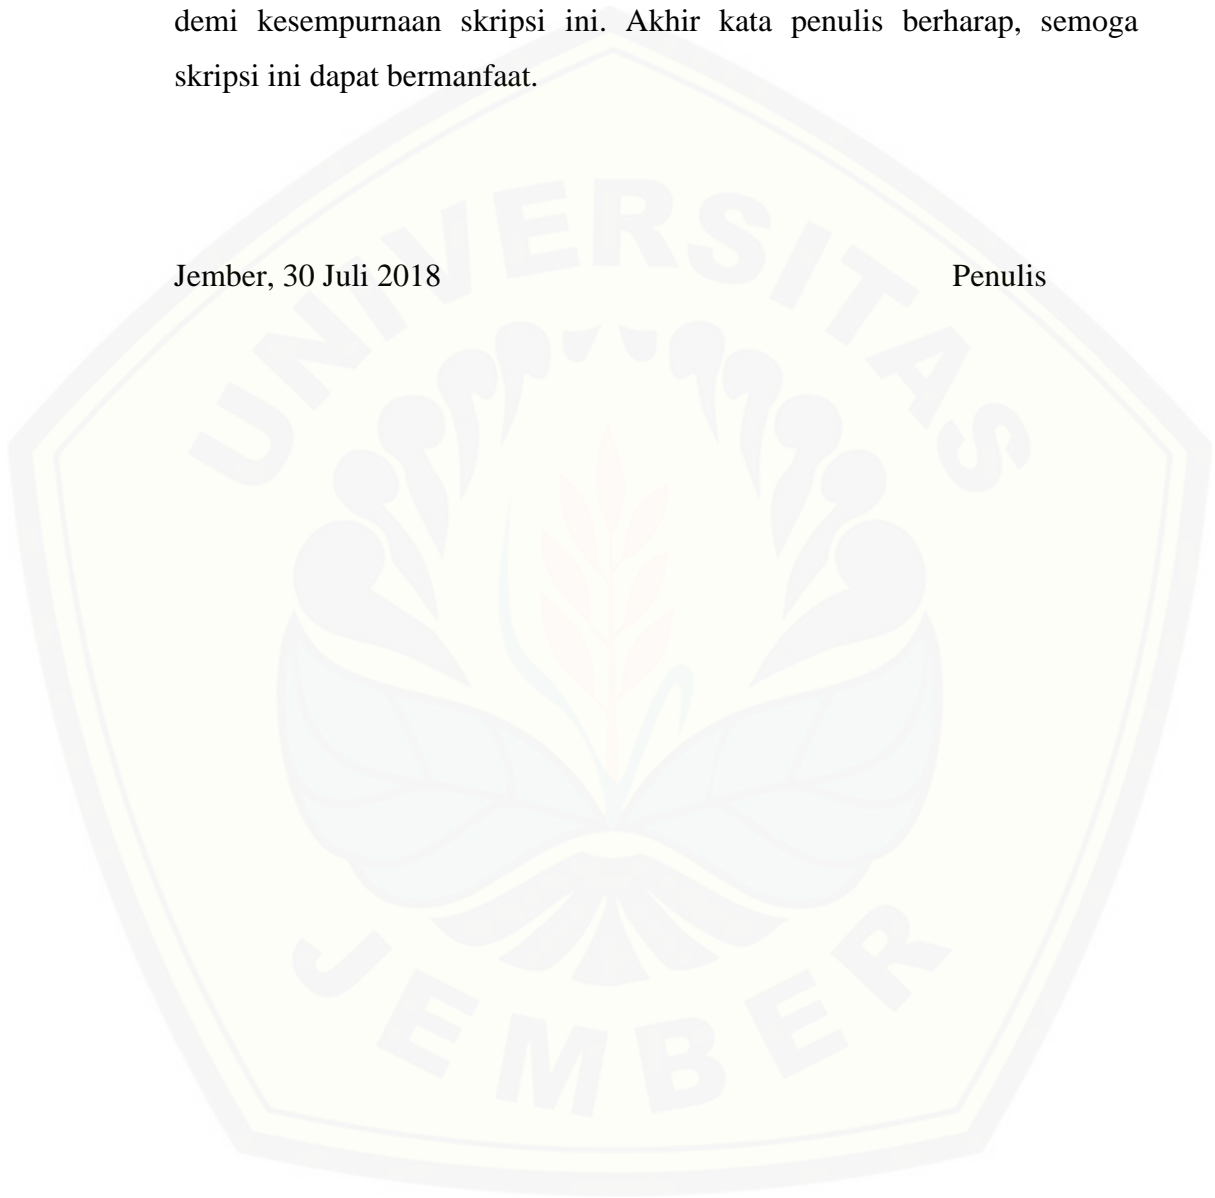 demi kesempurnaan skripsi ini. Akhir kata penulis berharap, semoga
skripsi ini dapat bermanfaat.
Jember, 30 Juli 2018 Penulis
UNIVERSITAS
JEMBER